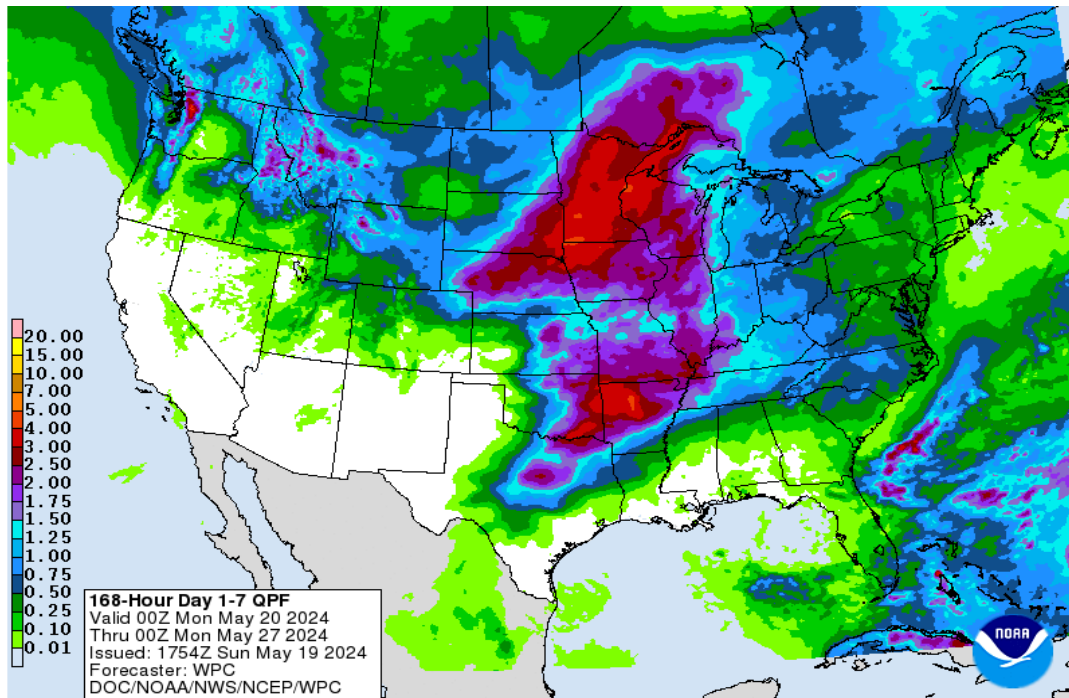 20.00
15.00
10.00
7.00
5.00
4.00
3.00
2.50
2.00
1.75
1.50
1.25
1.00
0.75
0.50
0.25
0.10
0.01
168-Hour Day 1-7 QPF
Valid 00Z Mon May 20 2024
Thru 00Z Mon May 27 2024
Issued: 1754Z Sun May 19 2024
Forecaster: WPC
DOC/NOAA/NWS/NCEP/WPC
NOAA